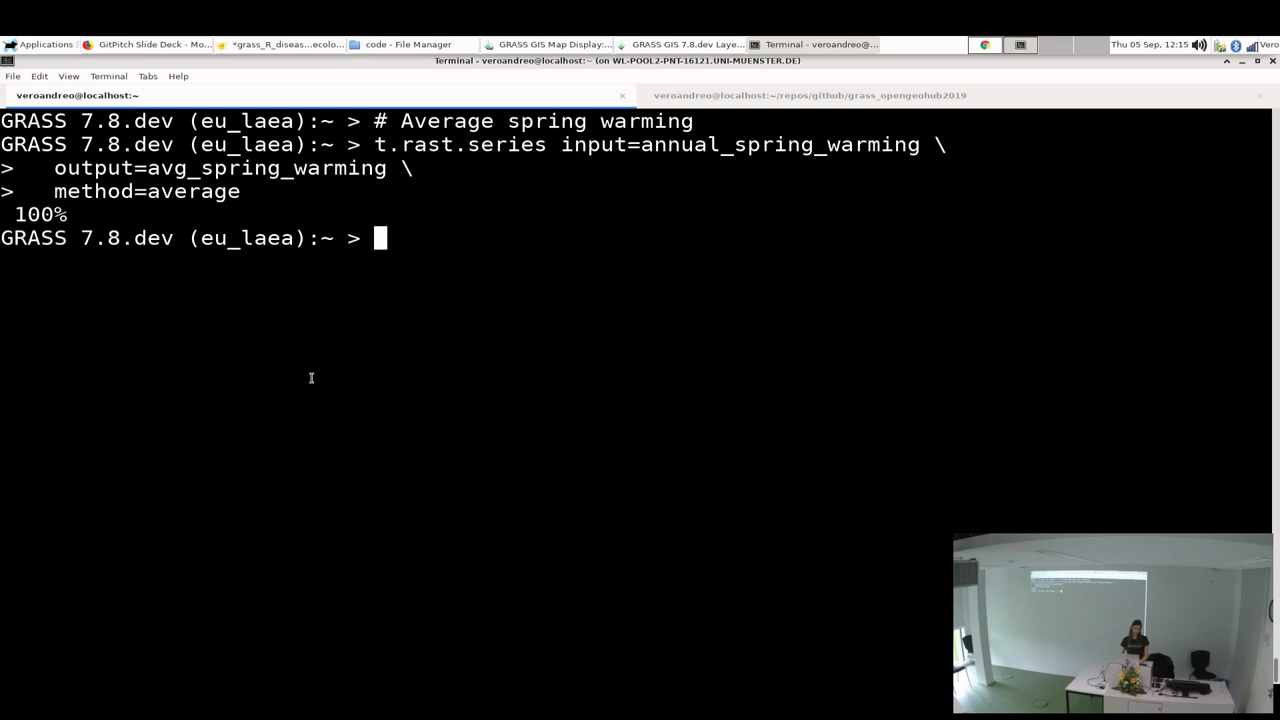 Applications
GitPitch Slide Deck - Mo...
*grass_R_diseas...ecolo...
code - File Manager
GRASS GIS Map Display:...
GRASS GIS 7.8.dev Laye...
Terminal - veroandreo@...
Thu 05 Sep, 12:15
Vero
Terminal - veroandreo@localhost:~ (on WL-POOL2-PNT-16121.UNI-MUENSTER.DE)
File Edit View Terminal Tabs Help
veroandreo@localhost:~
veroandreo@localhost:~/repos/github/grass_opengeohub2019
GRASS 7.8.dev (eu_laea):~ > # Average spring warming
GRASS 7.8.dev (eu_laea):~ > t.rast.series input=annual_spring_warming \
> output=avg_spring_warming \
> method=average
100%
GRASS 7.8.dev (eu_laea):~ >